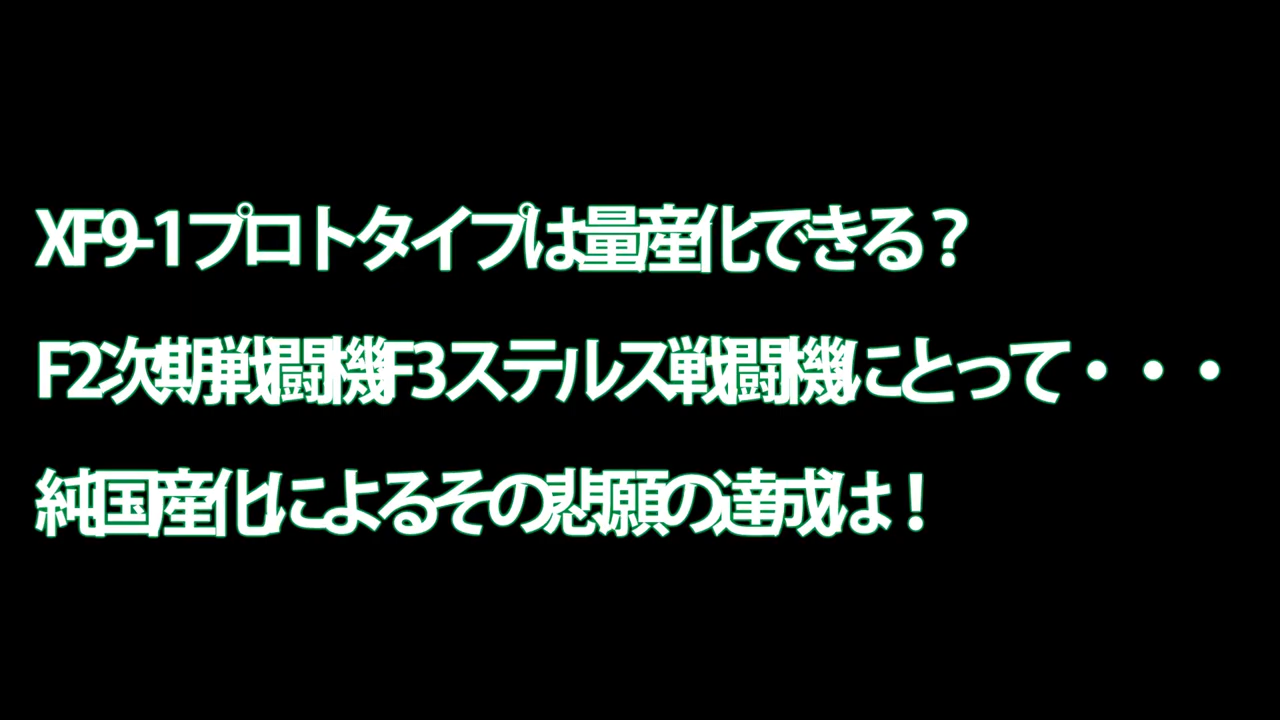 XF9-1プロトタイプは量産化できる？
F2次期戦闘機F3ステルス戦闘機にとって・・・
純国産化によるその悲願の達成は！